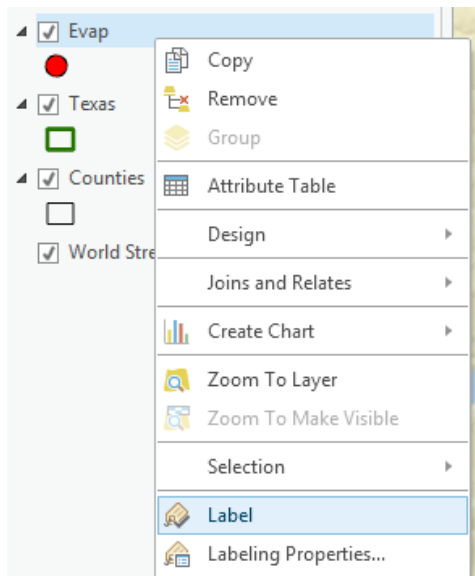 Evap
Texas
Counties
World Stre
Copy
Remove
Group
Attribute Table
Design
Joins and Relates
Create Chart
Zoom To Layer
Zoom To Make Visible
Selection
Label
Labeling Properties...